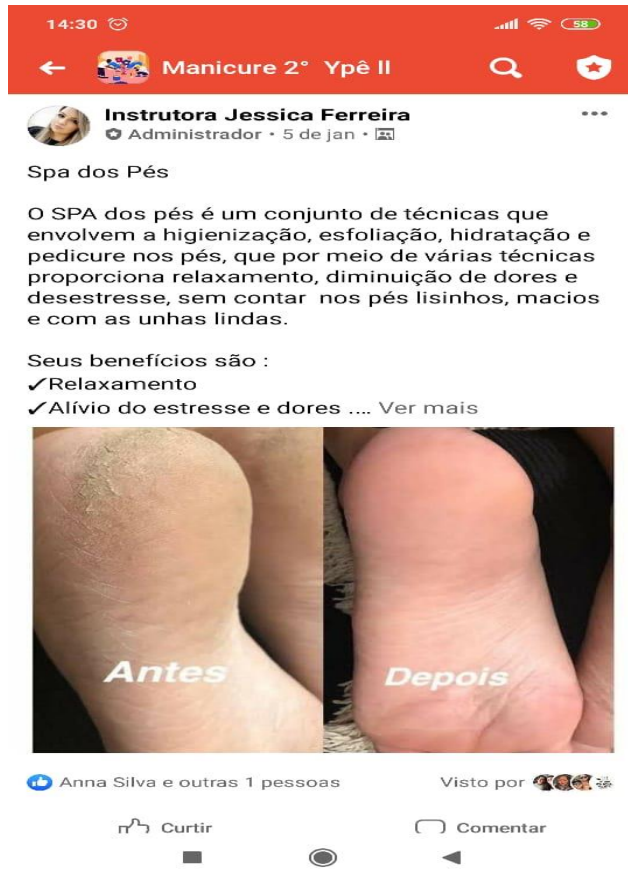 14:30
58
Manicure 2° Ypê II
Instrutora Jessica Ferreira
Administrador • 5 de jan •
Spa dos Pés
O SPA dos pés é um conjunto de técnicas que
envolvem a higienização, esfoliação, hidratação e
pedicure nos pés, que por meio de várias técnicas
proporciona relaxamento, diminuição de dores e
desestresse, sem contar nos pés lisinhos, macios
e com as unhas lindas.
Seus benefícios são :
✓Relaxamento
✓Alívio do estresse e dores .... Ver mais
Antes
Depois
Anna Silva e outras 1 pessoas
Visto por
Curtir
Comentar